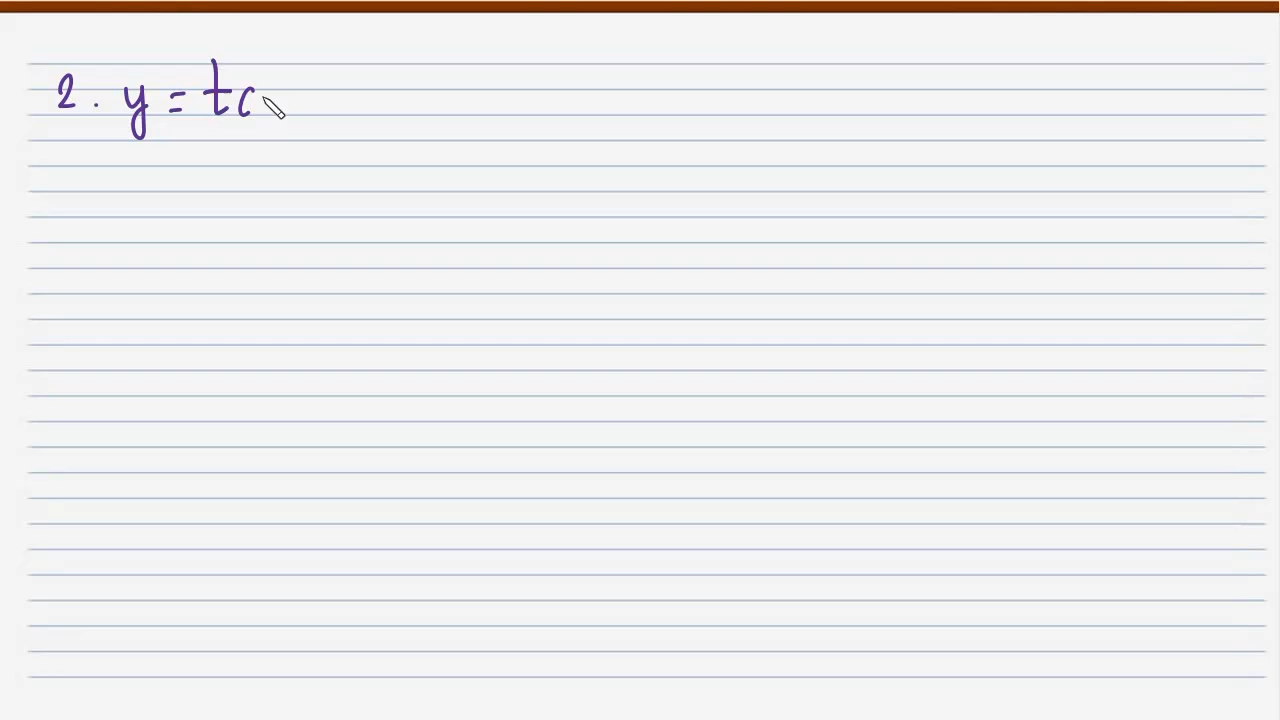 2. y = tc